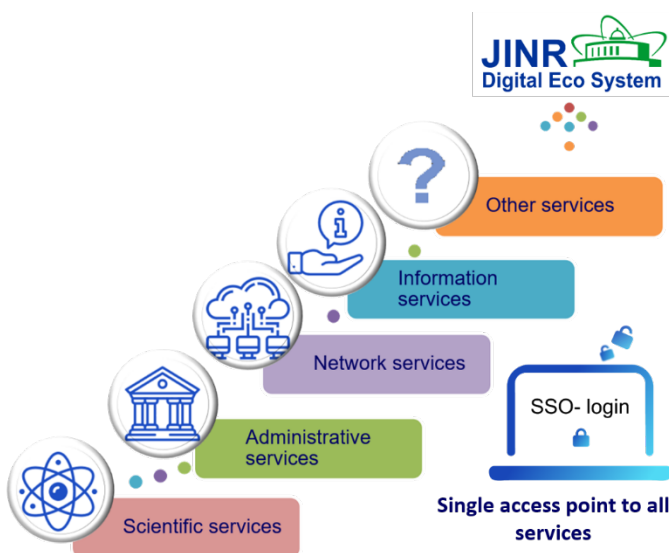 JINR
Digital Eco System
?
Other services
i
Information
services
Network services
SSO- login
Administrative
services
Single access point to all
services
Scientific services